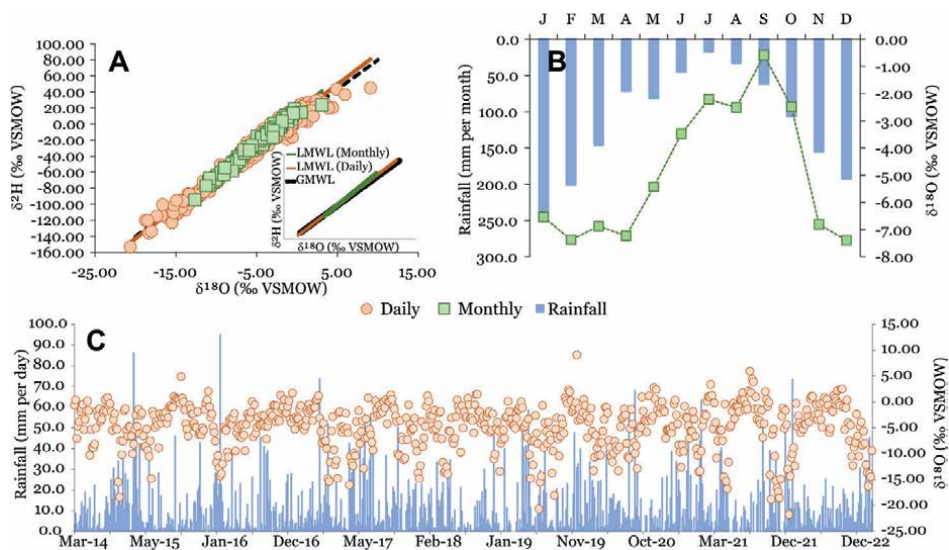 A
100.00
80.00
60.00
40.00
20.00
0.00
-20.00
-40.00
-60.00
-80.00
-100.00
-120.00
-140.00
-160.00
δ²H (‰ VSMOW)
-25.00 -15.00 -5.00 5.00 15.00
δ¹⁸O (‰ VSMOW)
LMWL (Monthly)
LMWL (Daily)
GMWL
δ²H (‰ VSMOW)
δ¹⁸O (‰ VSMOW)
J F M A M J J A S O N D
B
0.0
50.0
100.00
150.00
200.0
250.0
300.0
Rainfall (mm per month)
0.00
-1.00
-2.00
-3.00
-4.00
-5.00
-6.00
-7.00
-8.00
δ¹⁸O (‰ VSMOW)
Daily Monthly Rainfall
C
100.0
90.0
80.0
70.0
60.0
50.0
40.0
30.0
20.0
10.0
0.0
Rainfall (mm per day)
15.00
10.00
5.00
0.00
-5.00
-10.00
-15.00
-20.00
-25.00
δ¹⁸O (‰ VSMOW)
Mar-14 May-15 Jan-16 Dec-16 May-17 Feb-18 Jan-19 Nov-19 Oct-20 Mar-21 Dec-21 Dec-22